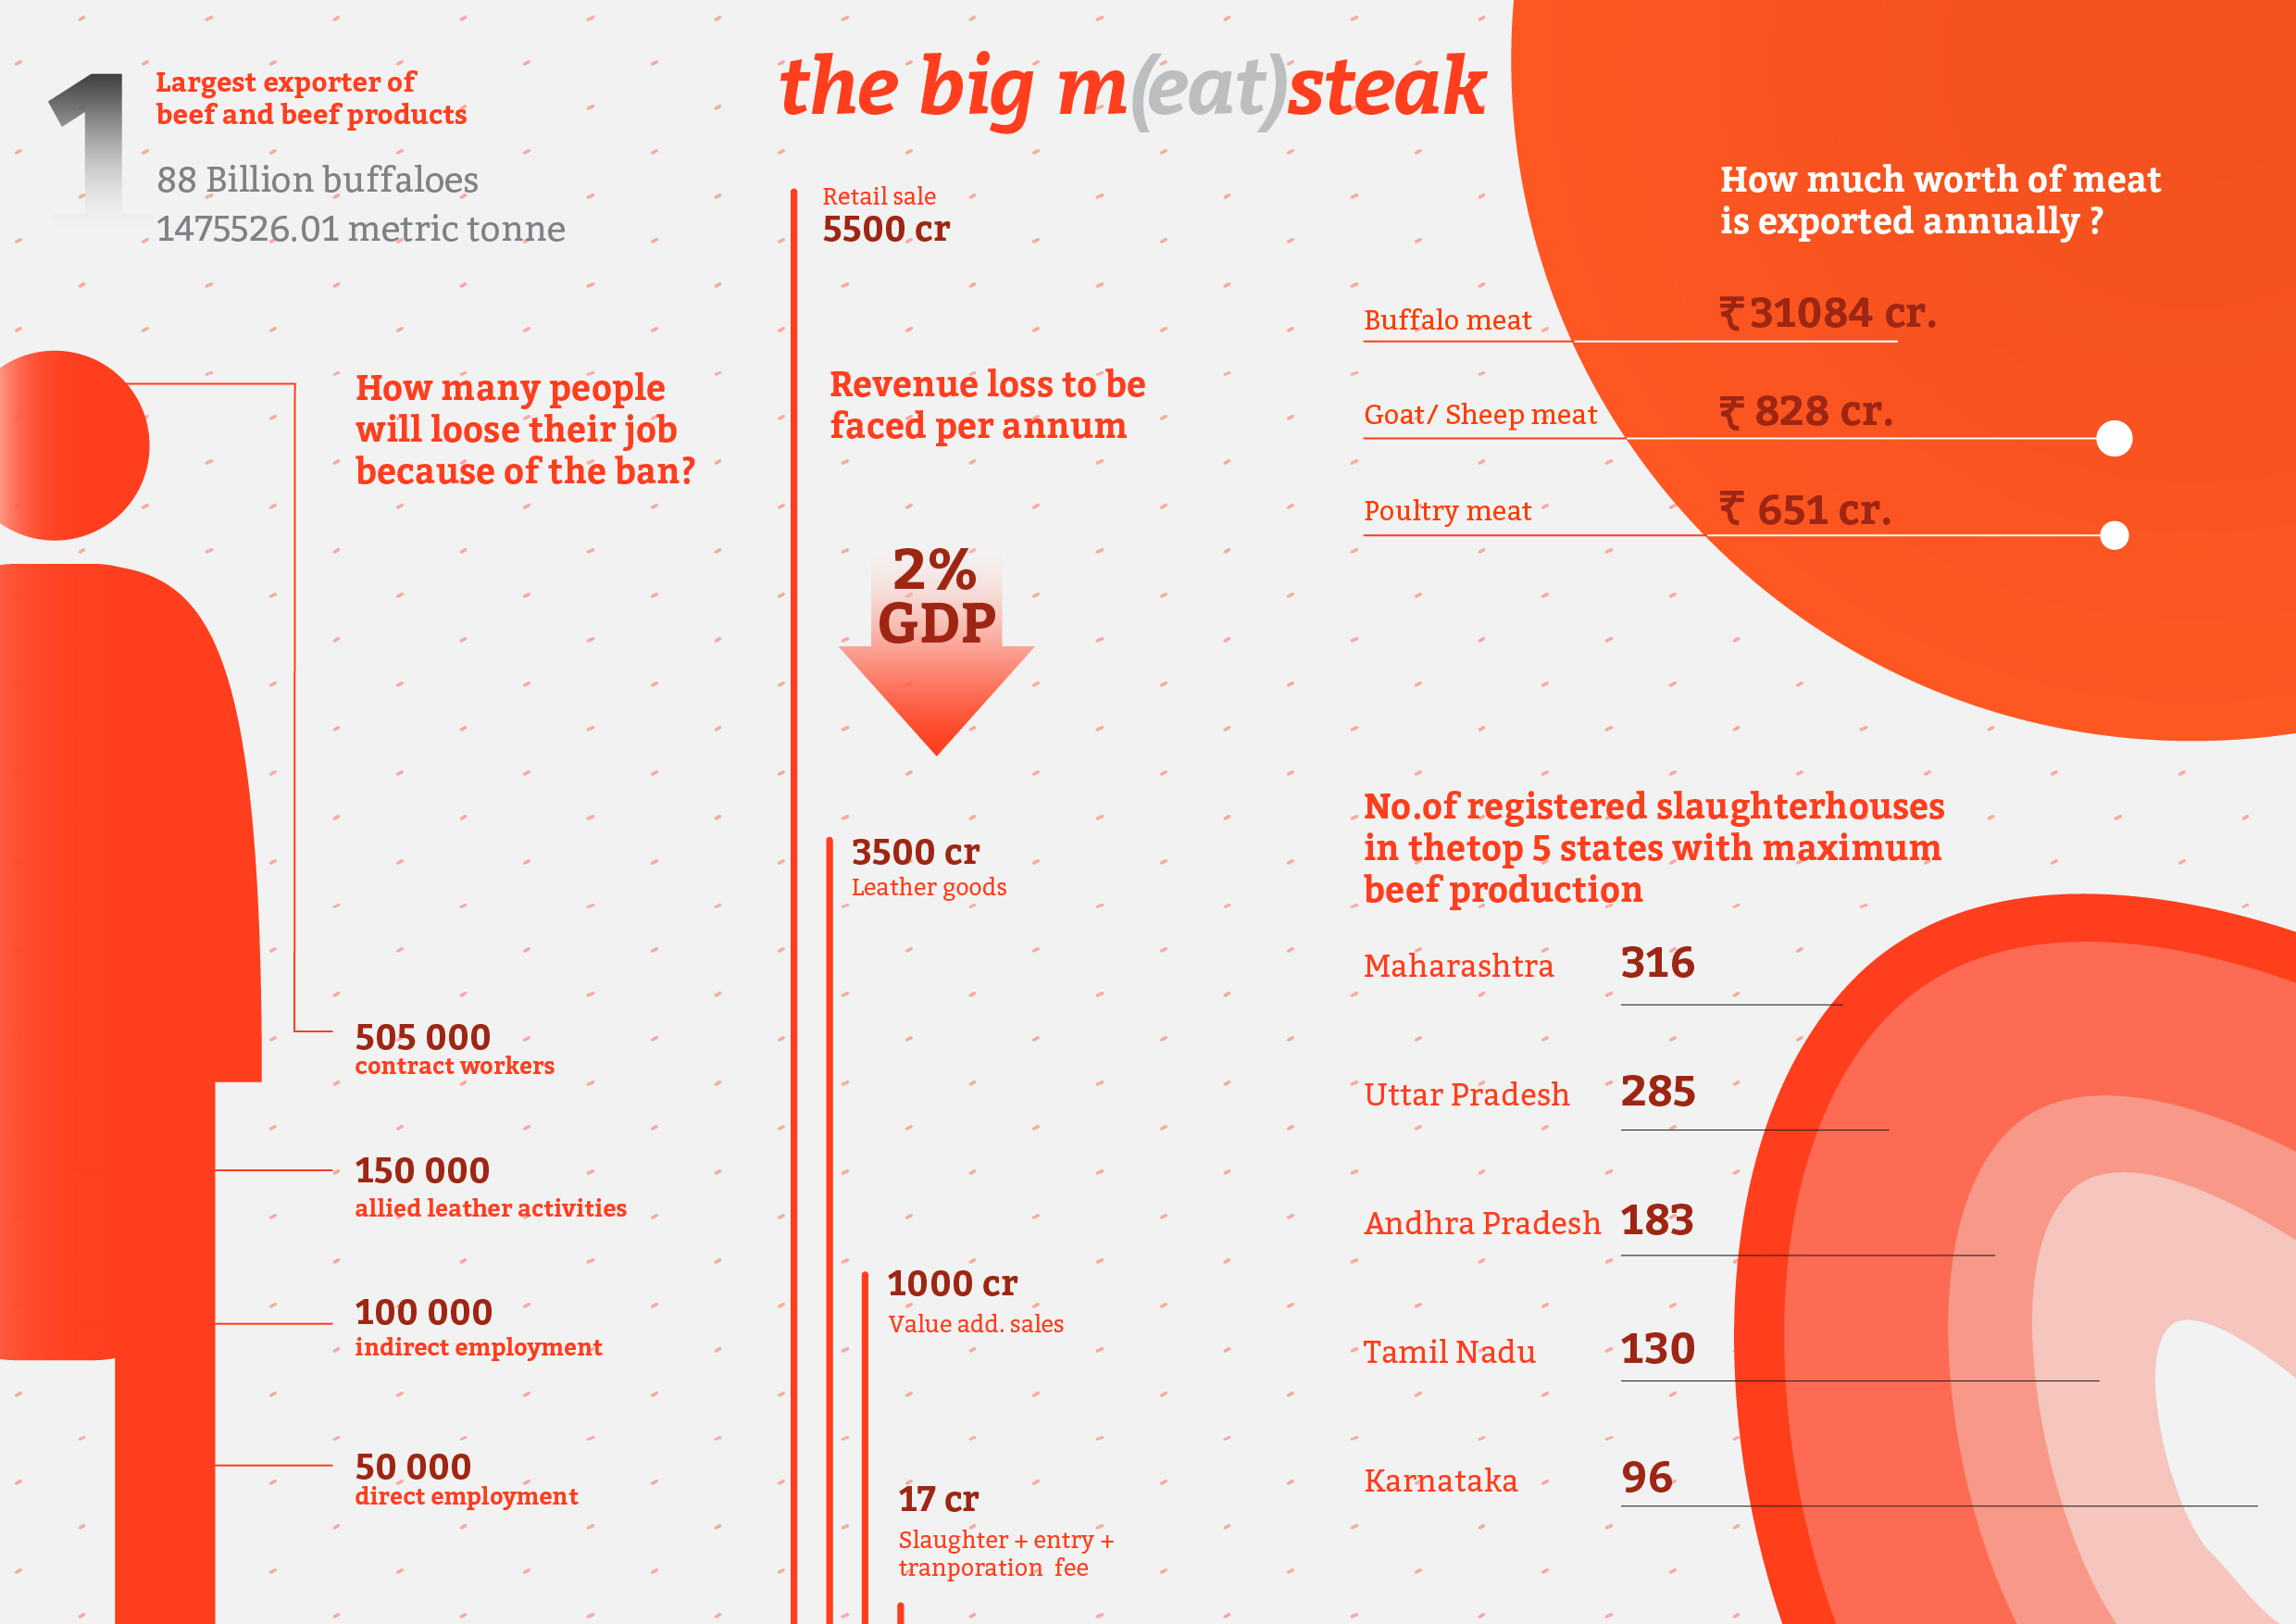 the big m(eat)steak
1
Largest exporter of
beef and beef products
88 Billion buffaloes
1475526.01 metric tonne
How many people
will loose their job
because of the ban?
505 000
contract workers
150 000
allied leather activities
100 000
indirect employment
50 000
direct employment
Retail sale
5500 cr
Revenue loss to be
faced per annum
2%
GDP
3500 cr
Leather goods
1000 cr
Value add. sales
17 cr
Slaughter + entry +
tranporation fee
How much worth of meat
is exported annually ?
Buffalo meat ₹ 31084 cr.
Goat/ Sheep meat ₹ 828 cr.
Poultry meat ₹ 651 cr.
No.of registered slaughterhouses
in thetop 5 states with maximum
beef production
Maharashtra 316
Uttar Pradesh 285
Andhra Pradesh 183
Tamil Nadu 130
Karnataka 96